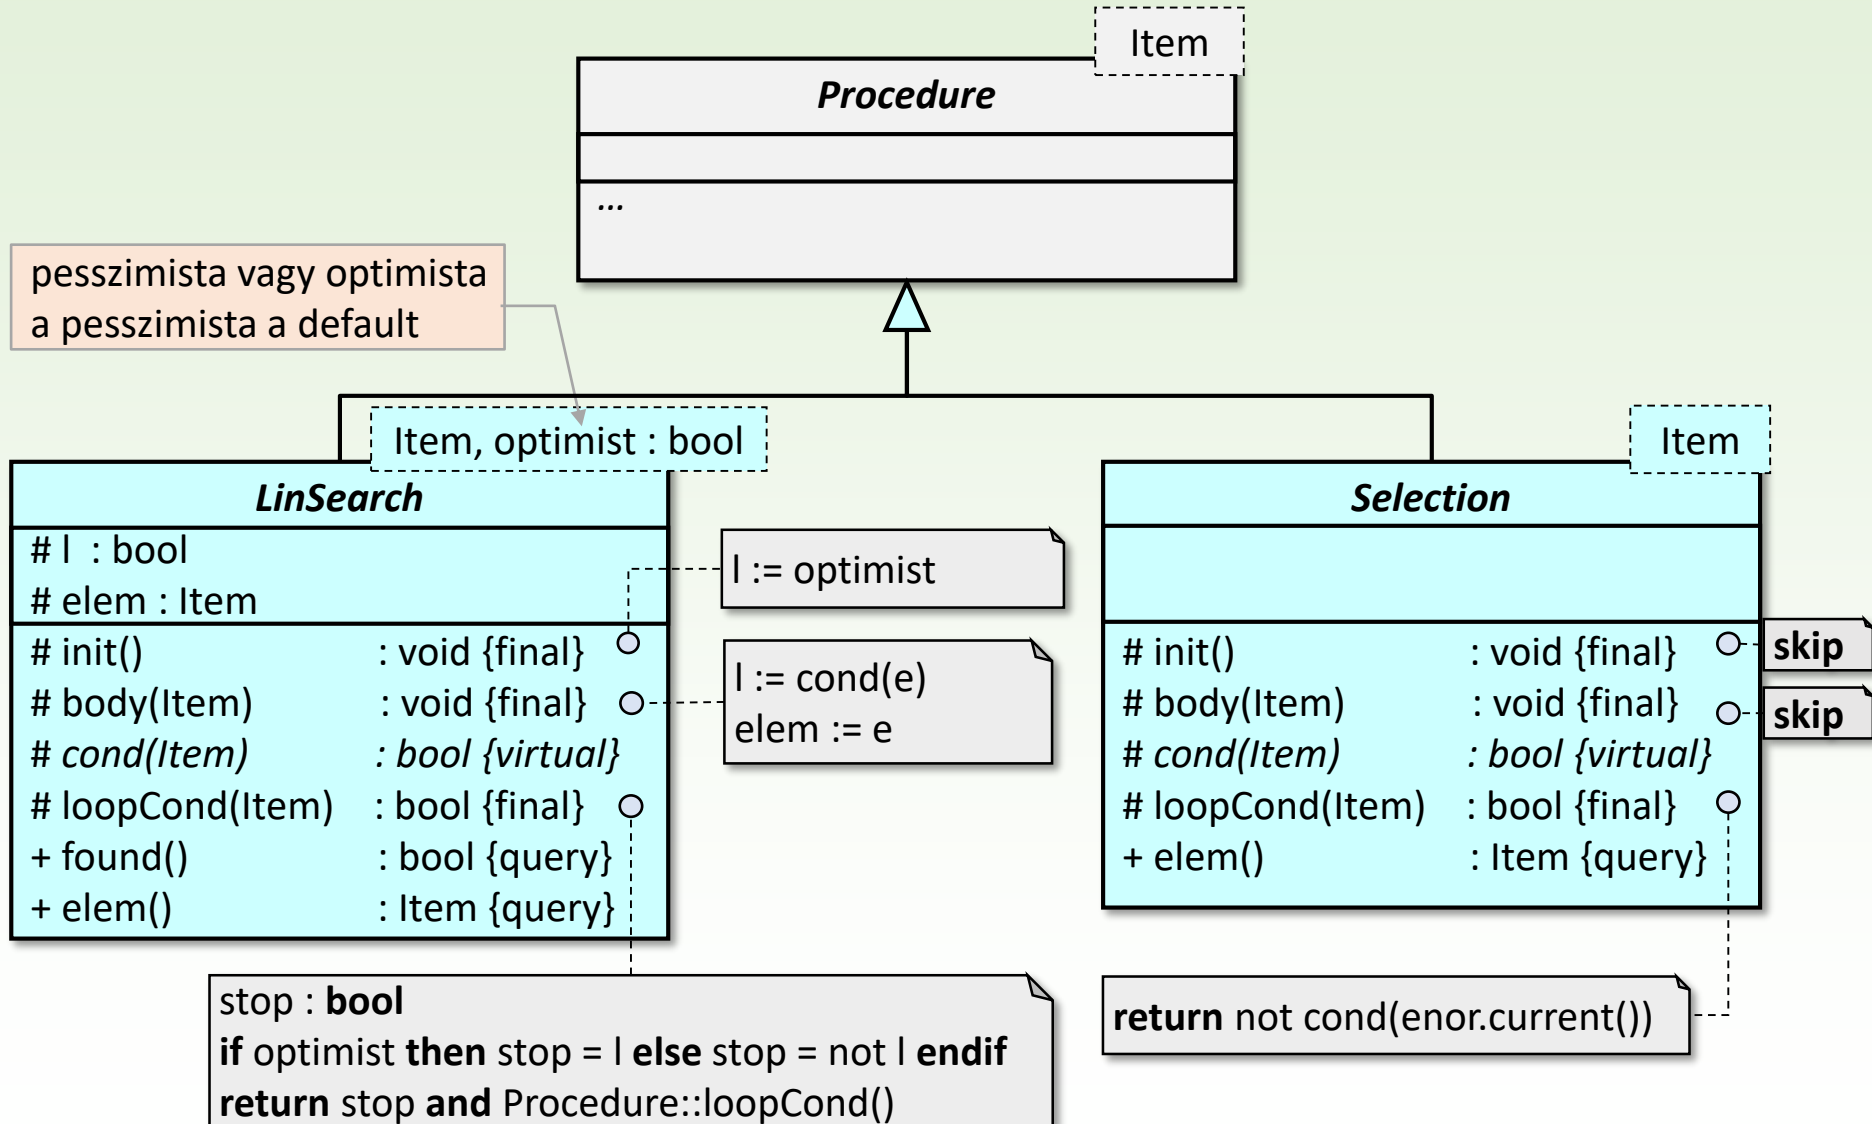 Item
Procedure
...
pesszimista vagy optimista
a pesszimista a default
Item, optimist : bool
LinSearch
# l : bool
# elem : Item
# init() : void {final}
# body(Item) : void {final}
# cond(Item) : bool {virtual}
# loopCond(Item) : bool {final}
+ found() : bool {query}
+ elem() : Item {query}
l := optimist
l := cond(e)
elem := e
stop : bool
if optimist then stop = l else stop = not l endif
return stop and Procedure::loopCond()
Item
Selection
# init() : void {final}
# body(Item) : void {final}
# cond(Item) : bool {virtual}
# loopCond(Item) : bool {final}
+ elem() : Item {query}
skip
skip
return not cond(enor.current())